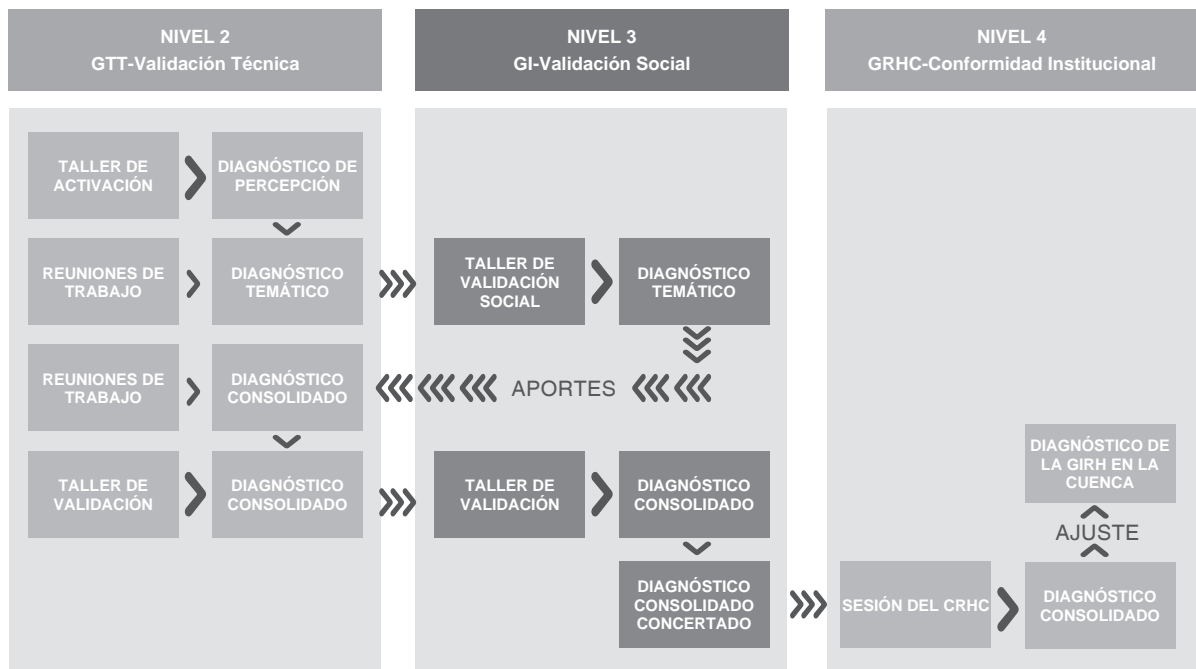 NIVEL 2
GTT-Validación Técnica
NIVEL 3
GI-Validación Social
NIVEL 4
GRHC-Conformidad Institucional
TALLER DE
ACTIVACIÓN
DIAGNÓSTICO DE
PERCEPCIÓN
REUNIONES DE
TRABAJO
DIAGNÓSTICO
TEMÁTICO
TALLER DE
VALIDACIÓN
SOCIAL
DIAGNÓSTICO
TEMÁTICO
REUNIONES DE
TRABAJO
DIAGNÓSTICO
CONSOLIDADO
APORTES
TALLER DE
VALIDACIÓN
DIAGNÓSTICO
CONSOLIDADO
TALLER DE
VALIDACIÓN
DIAGNÓSTICO
CONSOLIDADO
DIAGNÓSTICO
CONSOLIDADO
CONCERTADO
SESIÓN DEL CRHC
DIAGNÓSTICO
CONSOLIDADO
AJUSTE
DIAGNÓSTICO DE
LA GIRH EN LA
CUENCA